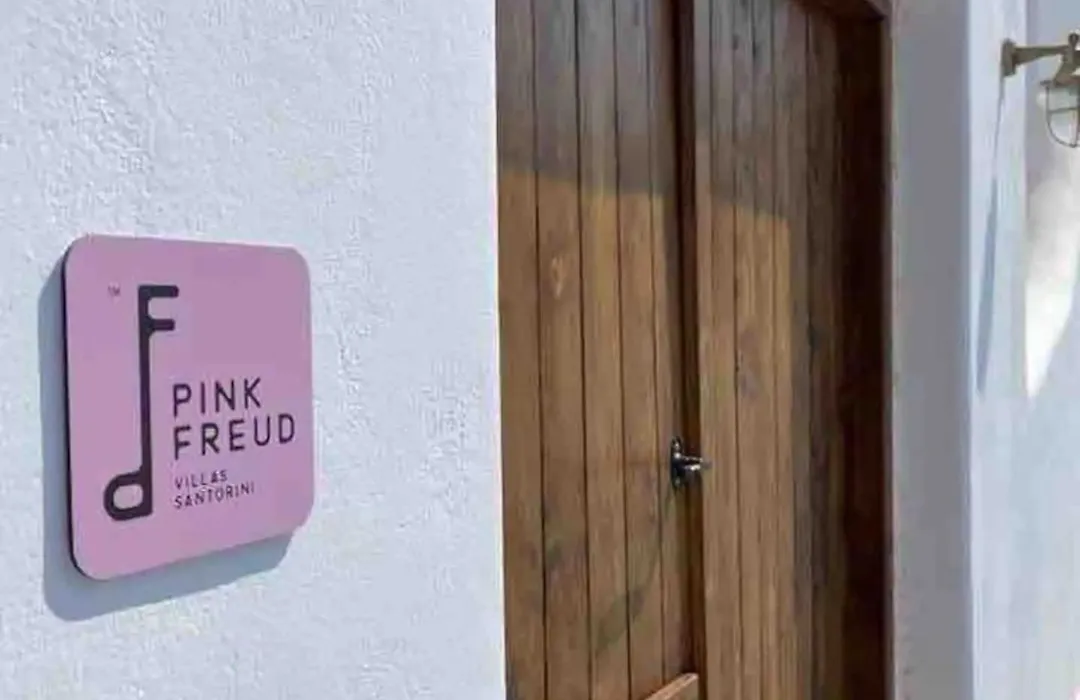 ™
PINK
FREUD
VILLAS
SANTORINI